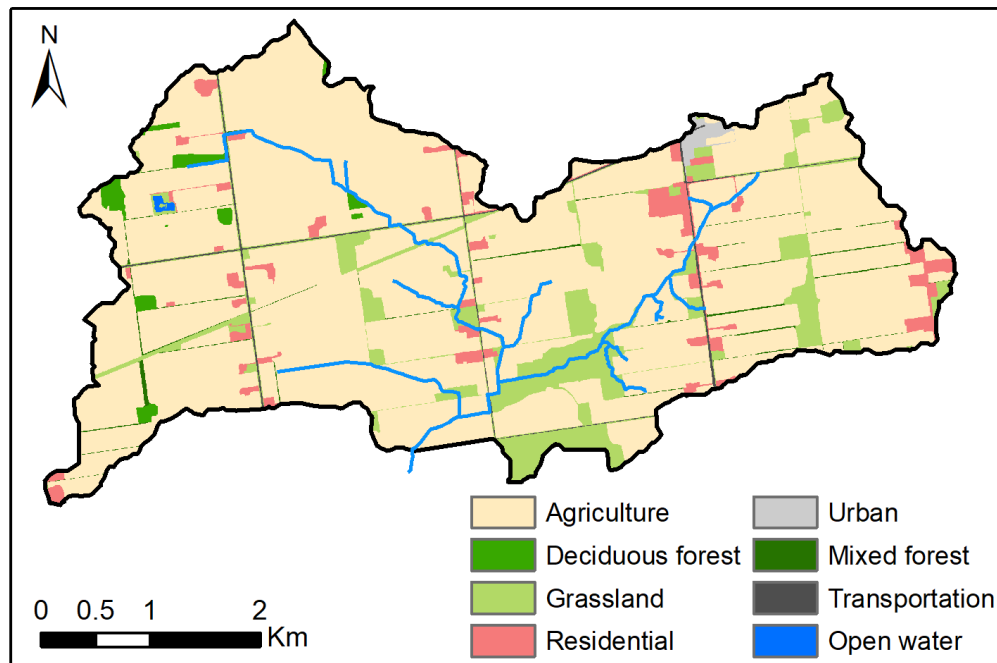 N
Agriculture Urban
Deciduous forest Mixed forest
Grassland Transportation
Residential Open water
0 0.5 1 2
Km